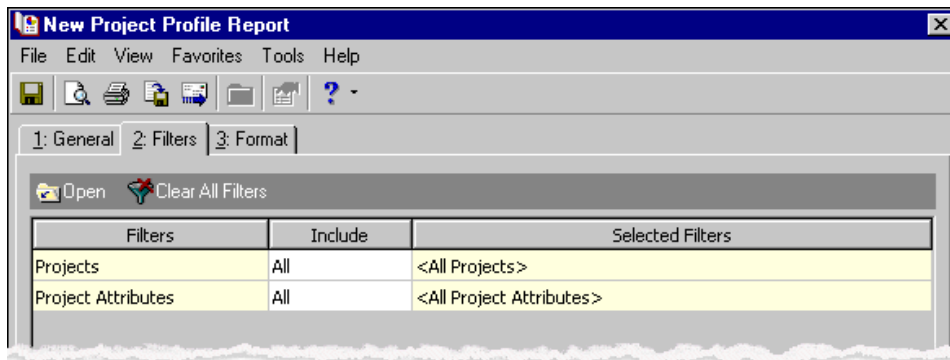 New Project Profile Report
File Edit View Favorites Tools Help
1: General 2: Filters 3: Format
Open Clear All Filters
Filters Include Selected Filters
Projects All <All Projects>
Project Attributes All <All Project Attributes>